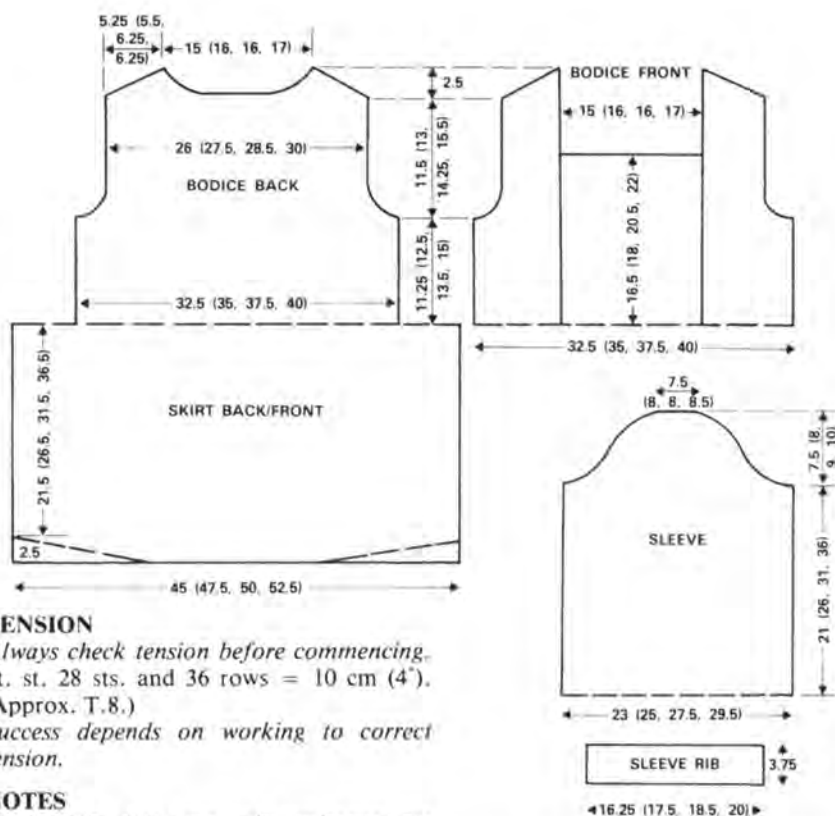 5.25 (5.5,
6.25,
6.25)
15 (16, 16, 17)
2.5
26 (27.5, 28.5, 30)
BODICE BACK
11.5 (13,
14.25, 15.5)
11.25 (12.5,
13.5, 15)
32.5 (35, 37.5, 40)
BODICE FRONT
15 (16, 16, 17)
16.5 (18, 20.5, 22)
32.5 (35, 37.5, 40)
21.5 (26.5, 31.5, 36.5)
SKIRT BACK/FRONT
2.5
45 (47.5, 50, 52.5)
7.5
(8, 8, 8.5)
7.5 (8,
9, 10)
SLEEVE
21 (26, 31, 36)
23 (25, 27.5, 29.5)
SLEEVE RIB
3.75
16.25 (17.5, 18.5, 20)
ENSION
lways check tension before commencing.
t. st. 28 sts. and 36 rows = 10 cm (4").
Approx. T.8.)
uccess depends on working to correct
ension.
OTES